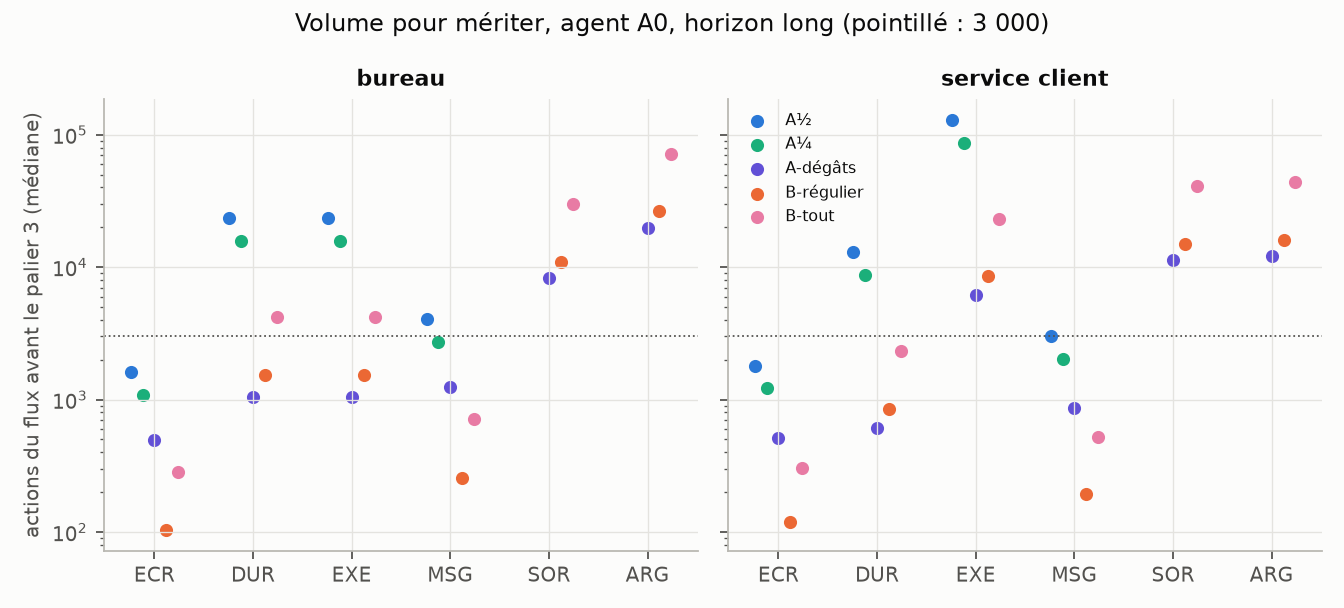 Volume pour mériter, agent A0, horizon long (pointillé : 3 000)
bureau
service client
actions du flux avant le palier 3 (médiane)
10⁵
10⁴
10³
10²
A½
A¼
A-dégâts
B-régulier
B-tout
ECR DUR EXE MSG SOR ARG
ECR DUR EXE MSG SOR ARG